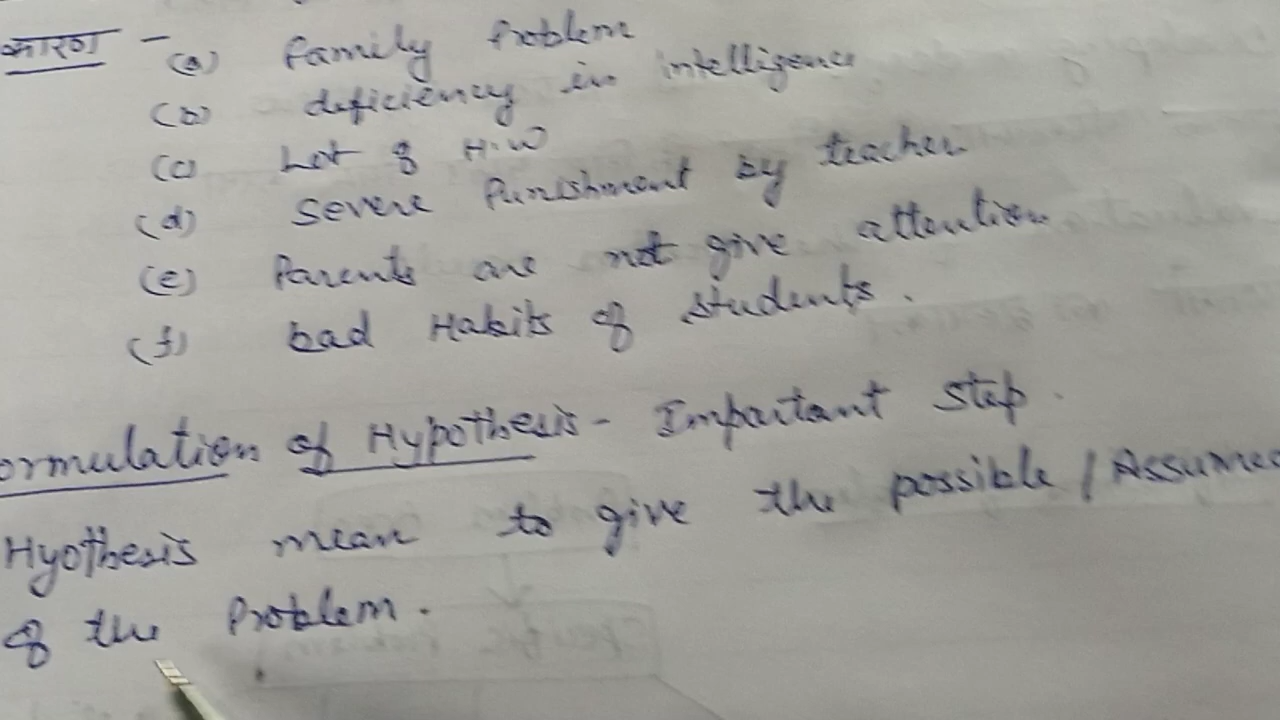 कारण - (a) family Problem
(b) deficiency in intelligence
(c) Lot of H.W
(d) severe Punishment by teacher
(e) Parents are not give attention
(f) bad Habits of students.
ormulation of Hypothesis - Important step.
Hyothesis mean to give the possible / Assumed
of the Problem.